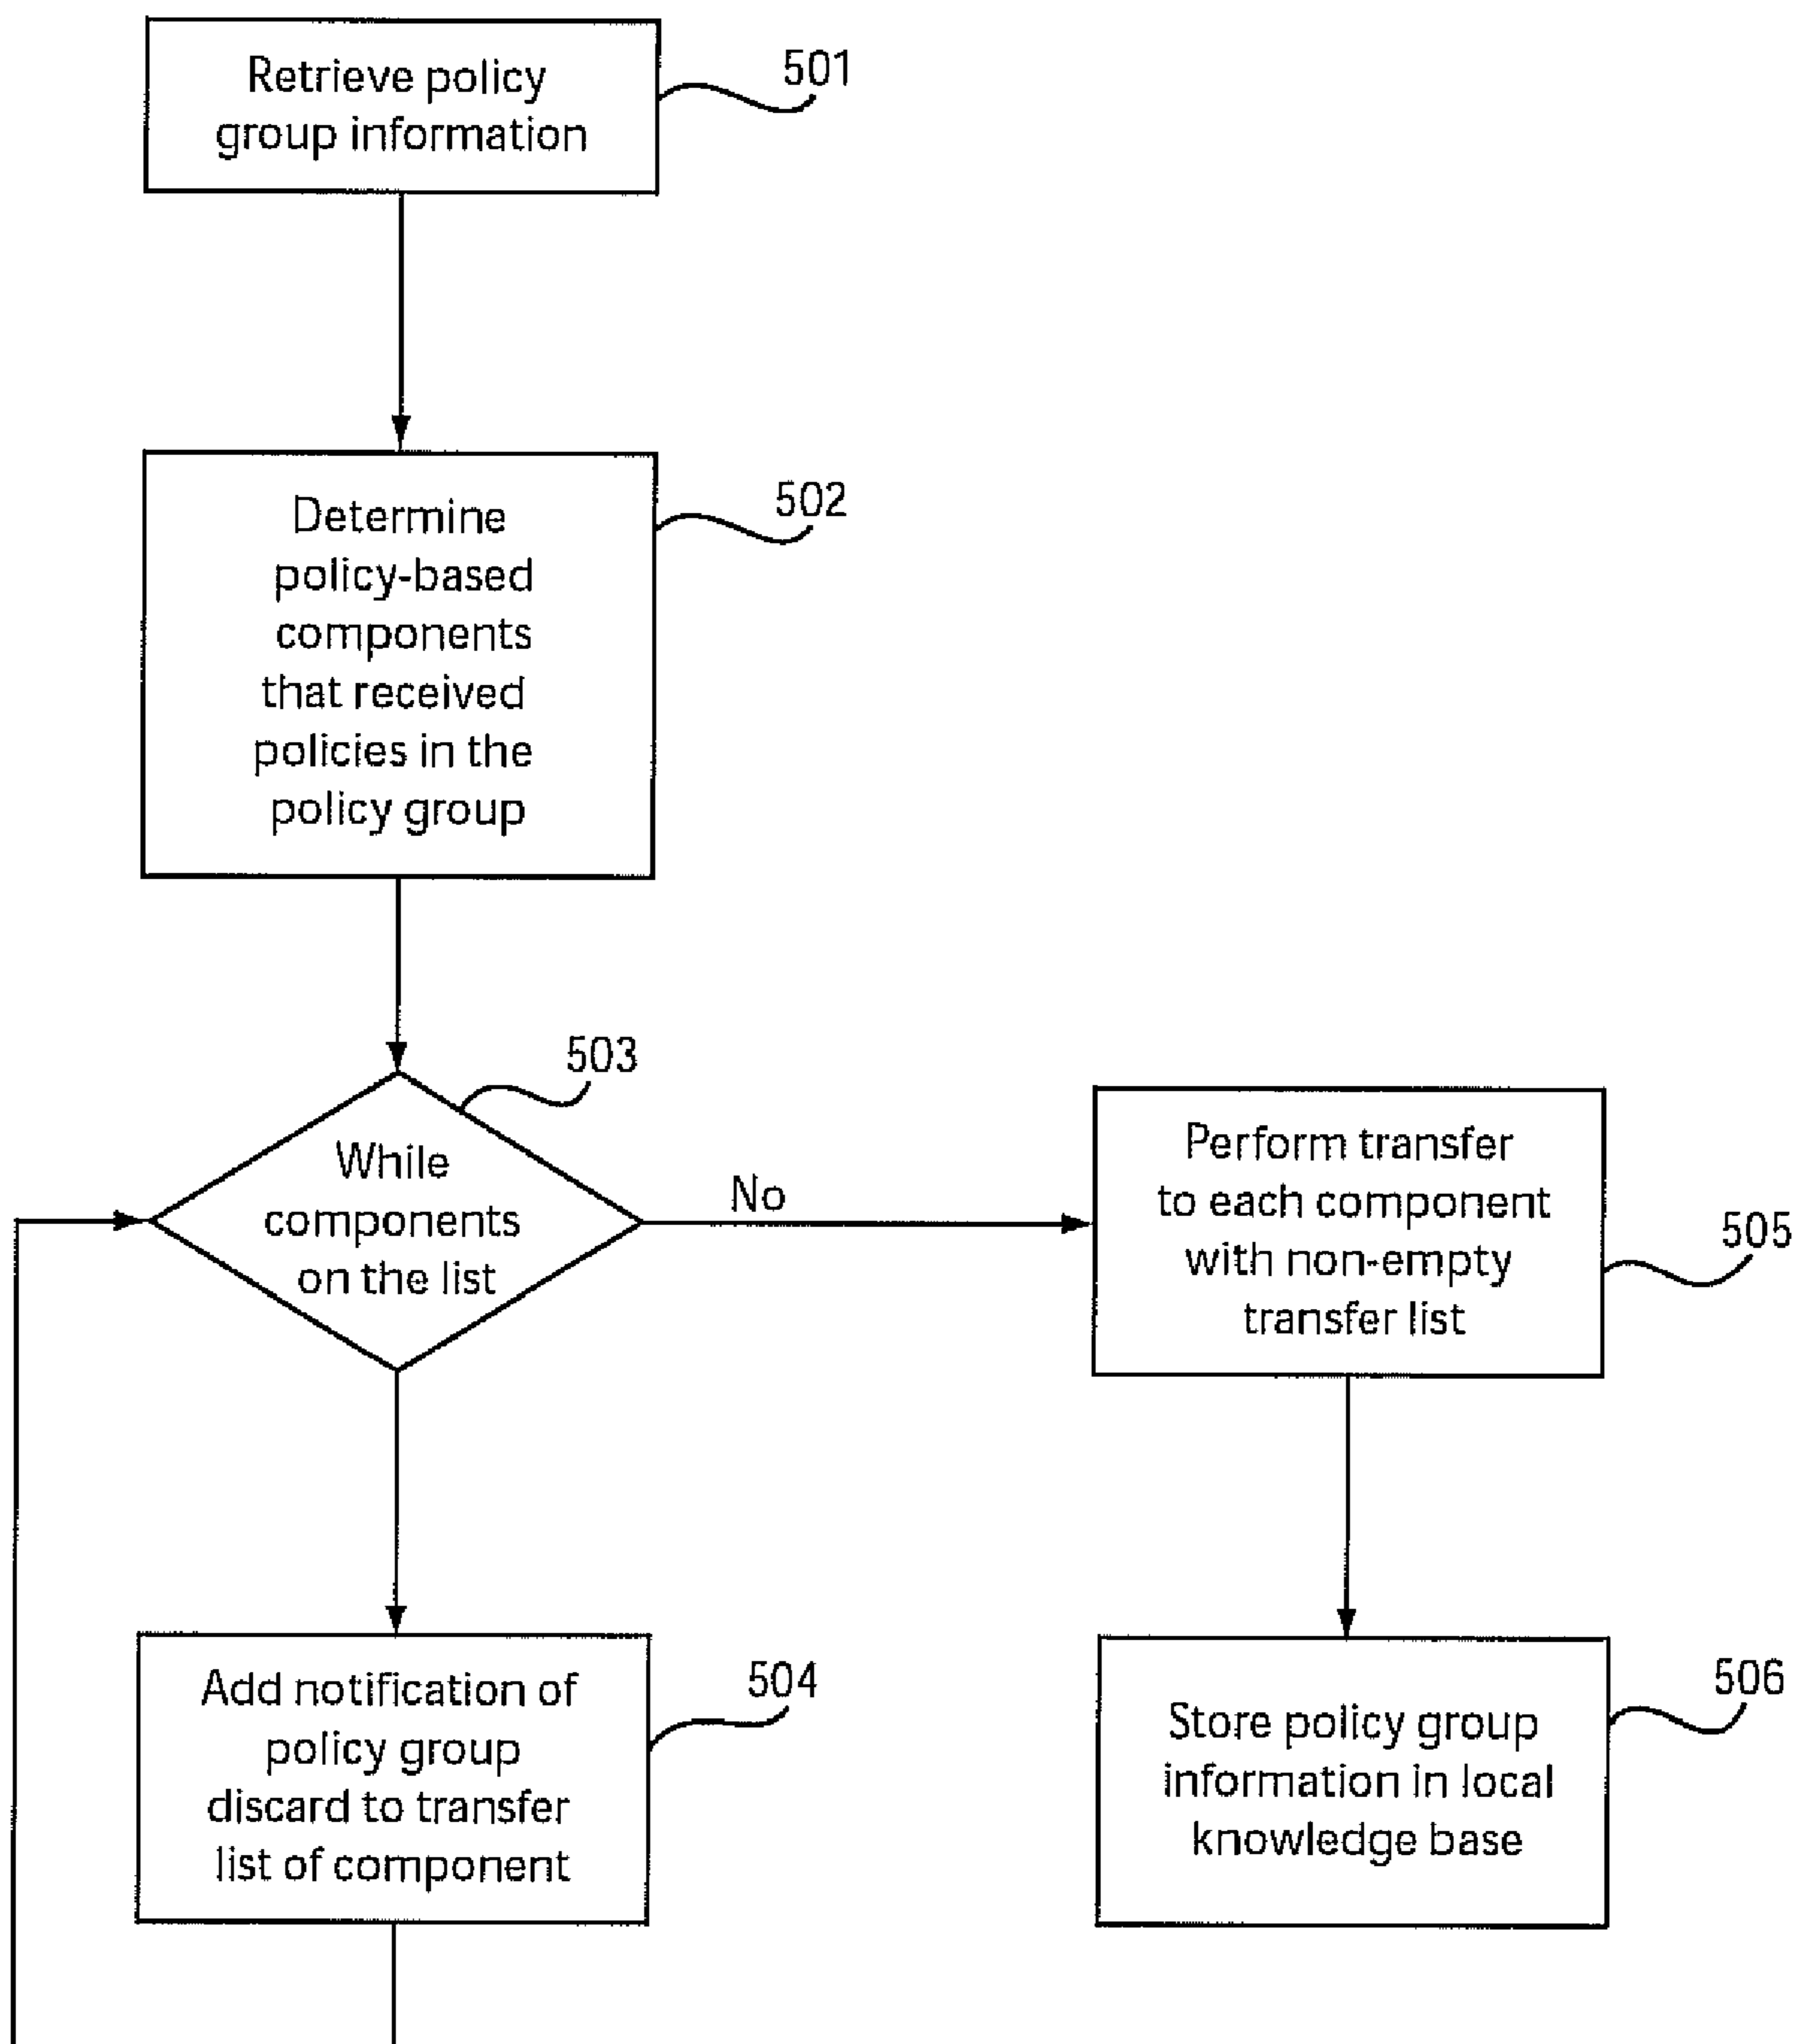 Retrieve policy
group information
501
Determine
policy-based
components
that received
policies in the
policy group
502
503
While
components
on the list
No
Perform transfer
to each component
with non-empty
transfer list
505
Add notification of
policy group
discard to transfer
list of component
504
Store policy group
information in local
knowledge base
506